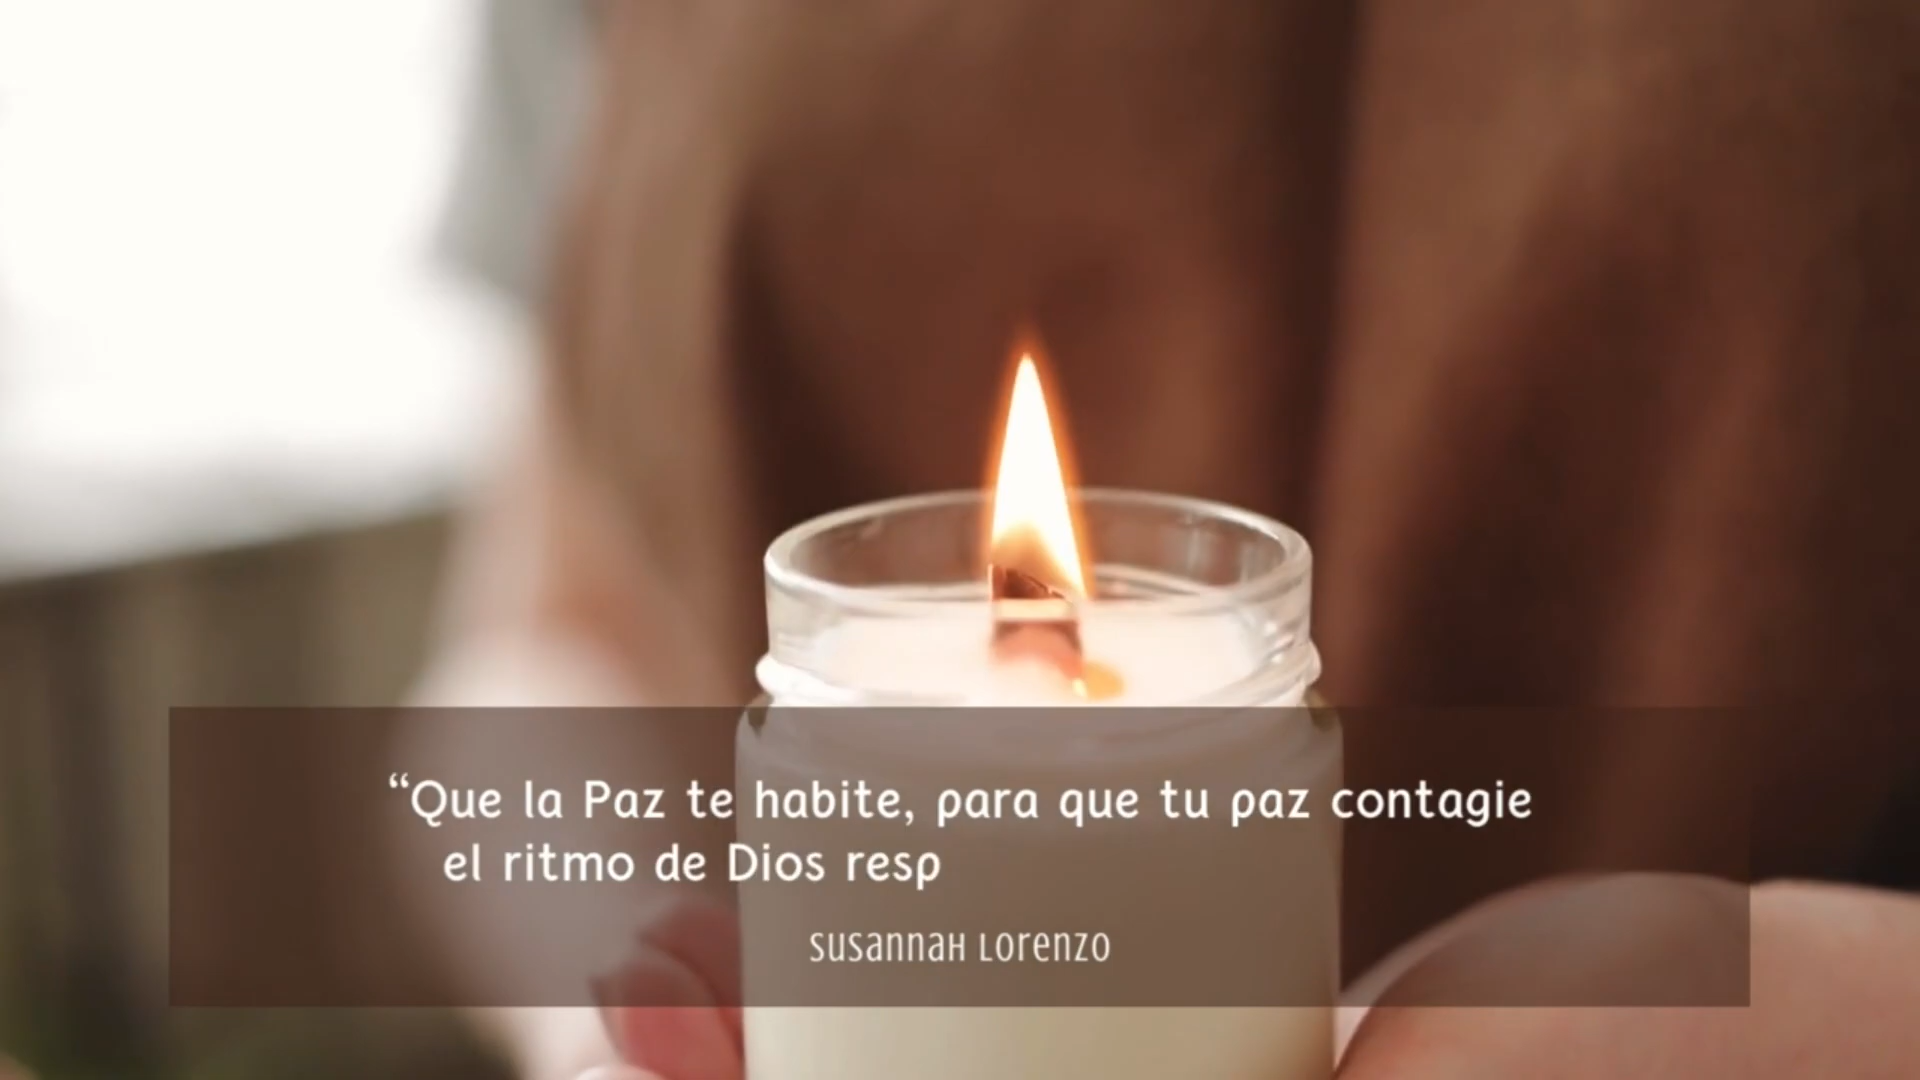 “Que la Paz te habite, para que tu paz contagie
el ritmo de Dios resp
susannaH Lorenzo